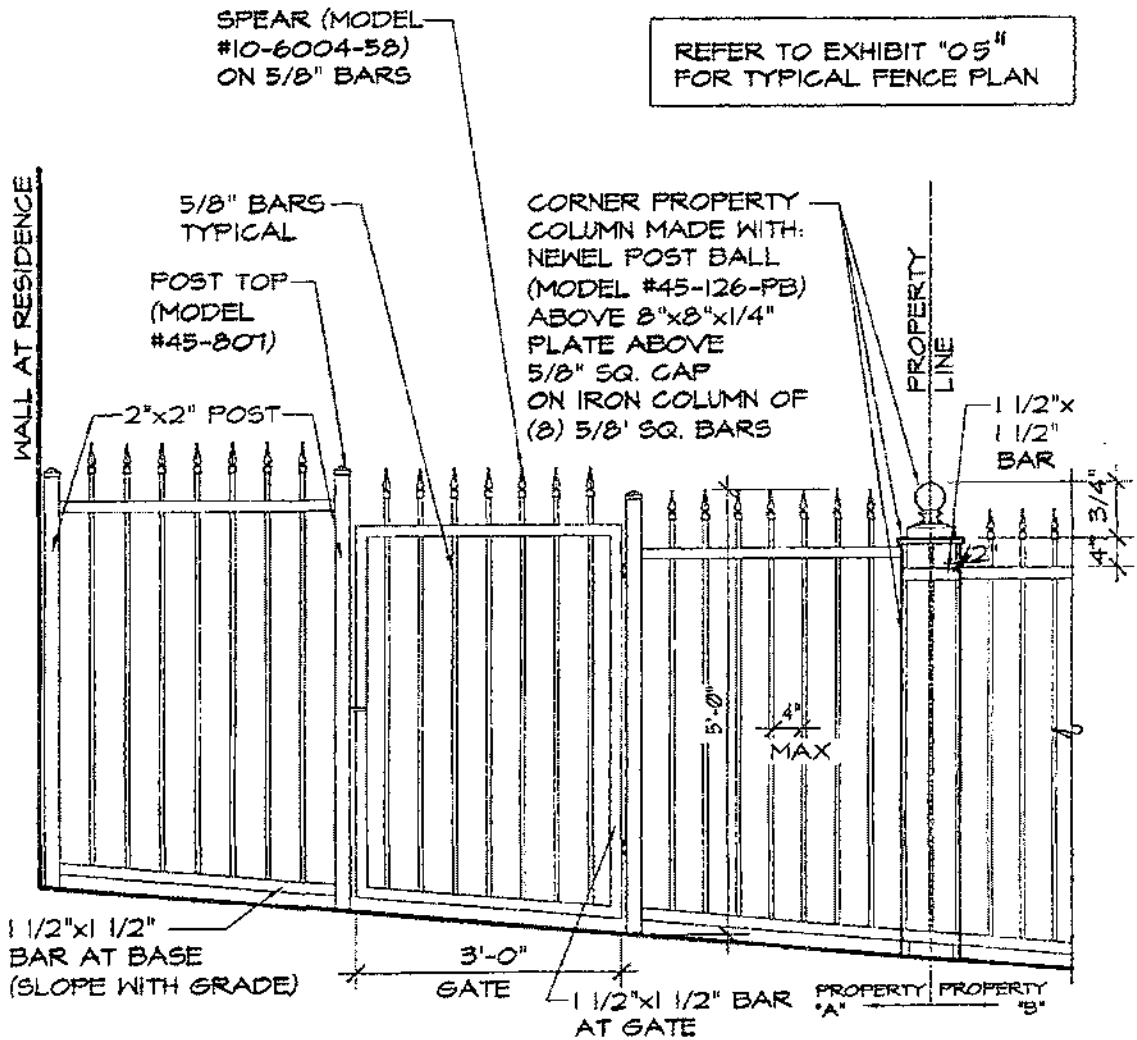 SPEAR (MODEL
#10-6004-58)
ON 5/8" BARS
REFER TO EXHIBIT "05"
FOR TYPICAL FENCE PLAN
WALL AT RESIDENCE
5/8" BARS
TYPICAL
POST TOP
(MODEL
#45-807)
2"x2" POST
CORNER PROPERTY
COLUMN MADE WITH:
NEWEL POST BALL
(MODEL #45-126-PB)
ABOVE 8"x8"x1/4"
PLATE ABOVE
5/8" SQ. CAP
ON IRON COLUMN OF
(8) 5/8' SQ. BARS
PROPERTY
LINE
1 1/2"x
1 1/2"
BAR
3/4"
4"
4"
2"
5'-0"
4"
MAX
1 1/2"x1 1/2"
BAR AT BASE
(SLOPE WITH GRADE)
3'-0"
GATE
1 1/2"x1 1/2" BAR
AT GATE
PROPERTY
"A"
PROPERTY
"B"